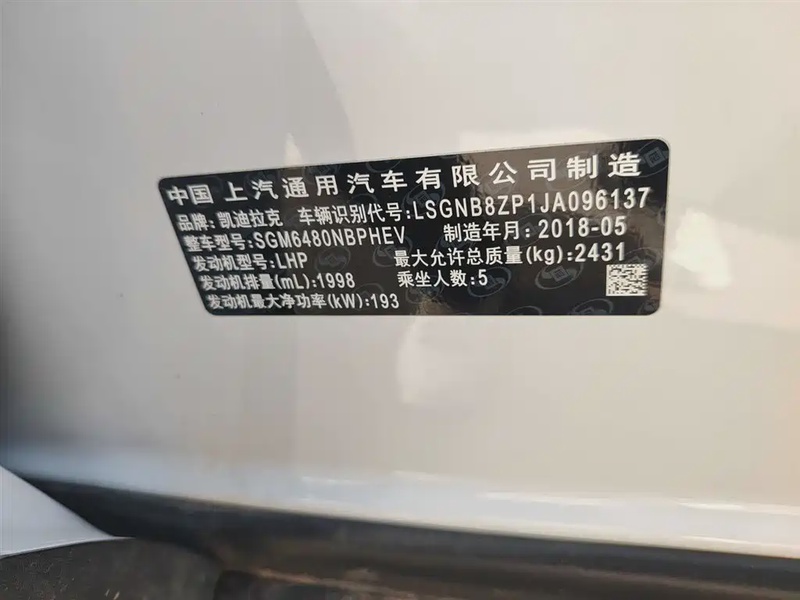 中国 上汽通用汽车有限公司制造
品牌:凯迪拉克 车辆识别代号:LSGNB8ZP1JA096137
整车型号:SGM6480NBPHEV 制造年月:2018-05
发动机型号:LHP 最大允许总质量(kg):2431
发动机排量(mL):1998 乘坐人数:5
发动机最大净功率(kW):193